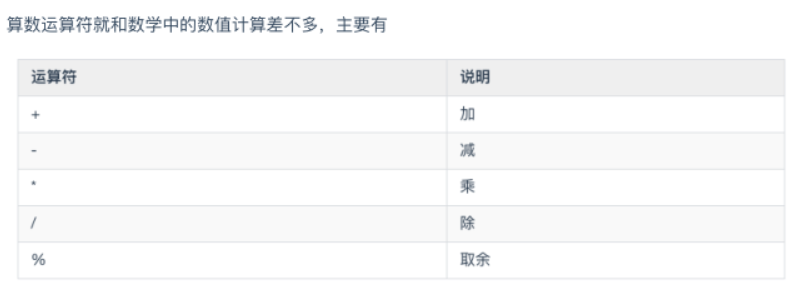 算数运算符就和数学中的数值计算差不多，主要有
运算符 说明
+ 加
- 减
* 乘
/ 除
% 取余